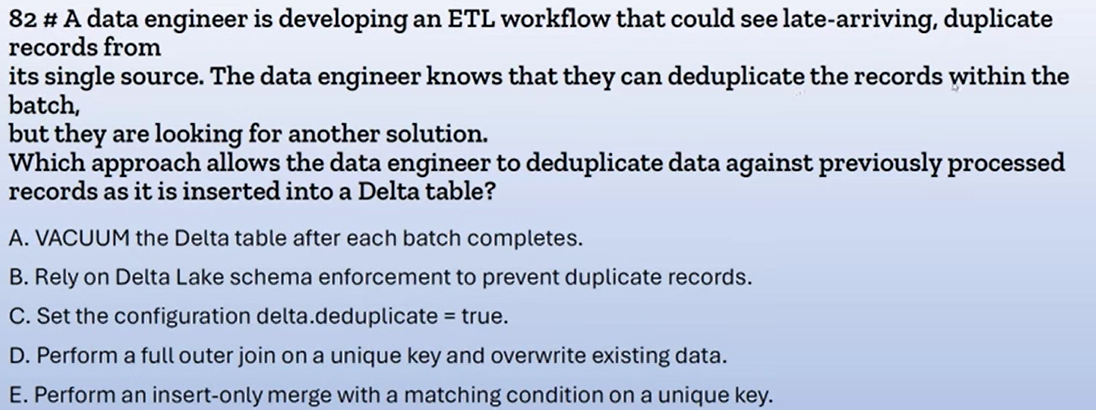 82 # A data engineer is developing an ETL workflow that could see late-arriving, duplicate
records from
its single source. The data engineer knows that they can deduplicate the records within the
batch,
but they are looking for another solution.
Which approach allows the data engineer to deduplicate data against previously processed
records as it is inserted into a Delta table?
A. VACUUM the Delta table after each batch completes.
B. Rely on Delta Lake schema enforcement to prevent duplicate records.
C. Set the configuration delta.deduplicate = true.
D. Perform a full outer join on a unique key and overwrite existing data.
E. Perform an insert-only merge with a matching condition on a unique key.